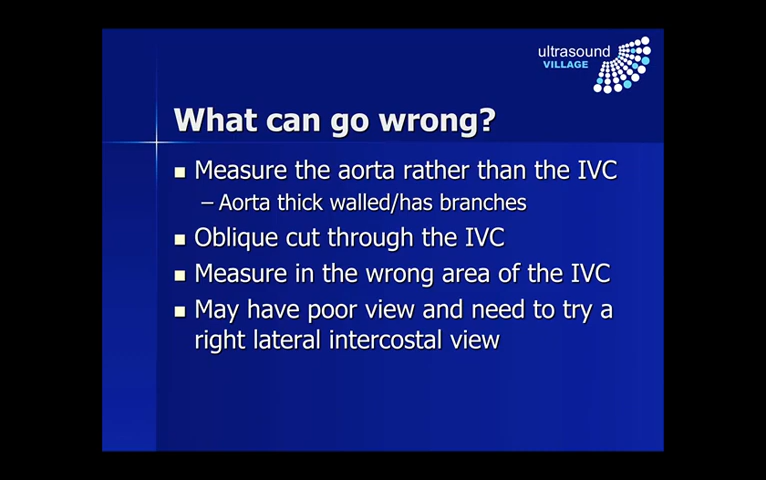 ultrasound
VILLAGE
What can go wrong?
Measure the aorta rather than the IVC
– Aorta thick walled/has branches
Oblique cut through the IVC
Measure in the wrong area of the IVC
May have poor view and need to try a
right lateral intercostal view